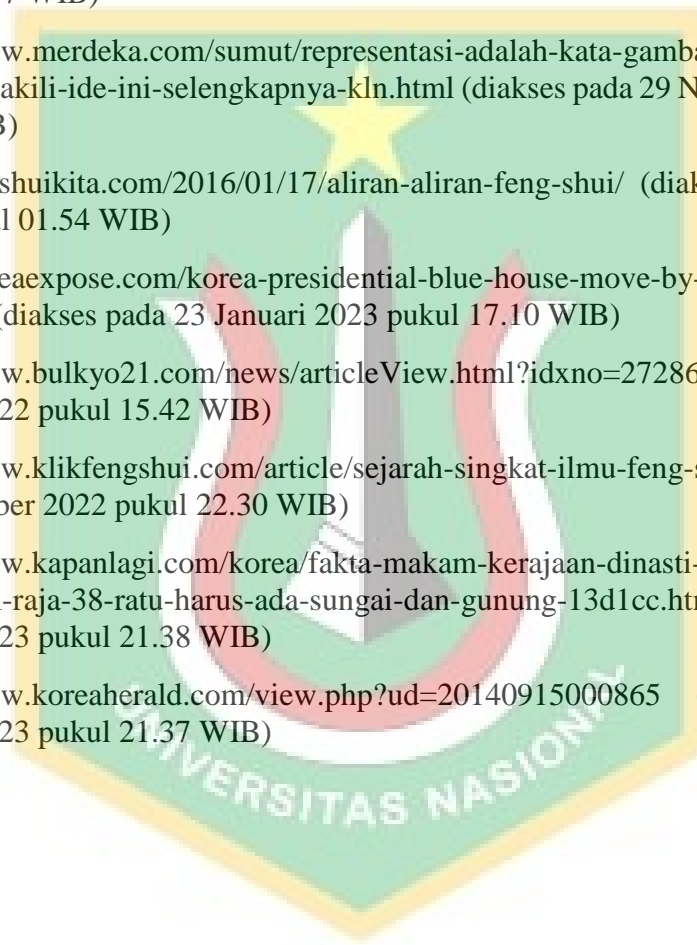 7 WIB)
w.merdeka.com/sumut/representasi-adalah-kata-gamba
akili-ide-ini-selengkapnya-kln.html (diakses pada 29 N
B)
shuikita.com/2016/01/17/aliran-aliran-feng-shui/ (diak
l 01.54 WIB)
eaexpose.com/korea-presidential-blue-house-move-by-
(diakses pada 23 Januari 2023 pukul 17.10 WIB)
w.bulkyo21.com/news/articleView.html?idxno=27286
22 pukul 15.42 WIB)
w.klikfengshui.com/article/sejarah-singkat-ilmu-feng-s
ber 2022 pukul 22.30 WIB)
w.kapanlagi.com/korea/fakta-makam-kerajaan-dinasti-
-raja-38-ratu-harus-ada-sungai-dan-gunung-13d1cc.htm
23 pukul 21.38 WIB)
w.koreaherald.com/view.php?ud=20140915000865
23 pukul 21.37 WIB)
UNIVERSITAS NASIONAL